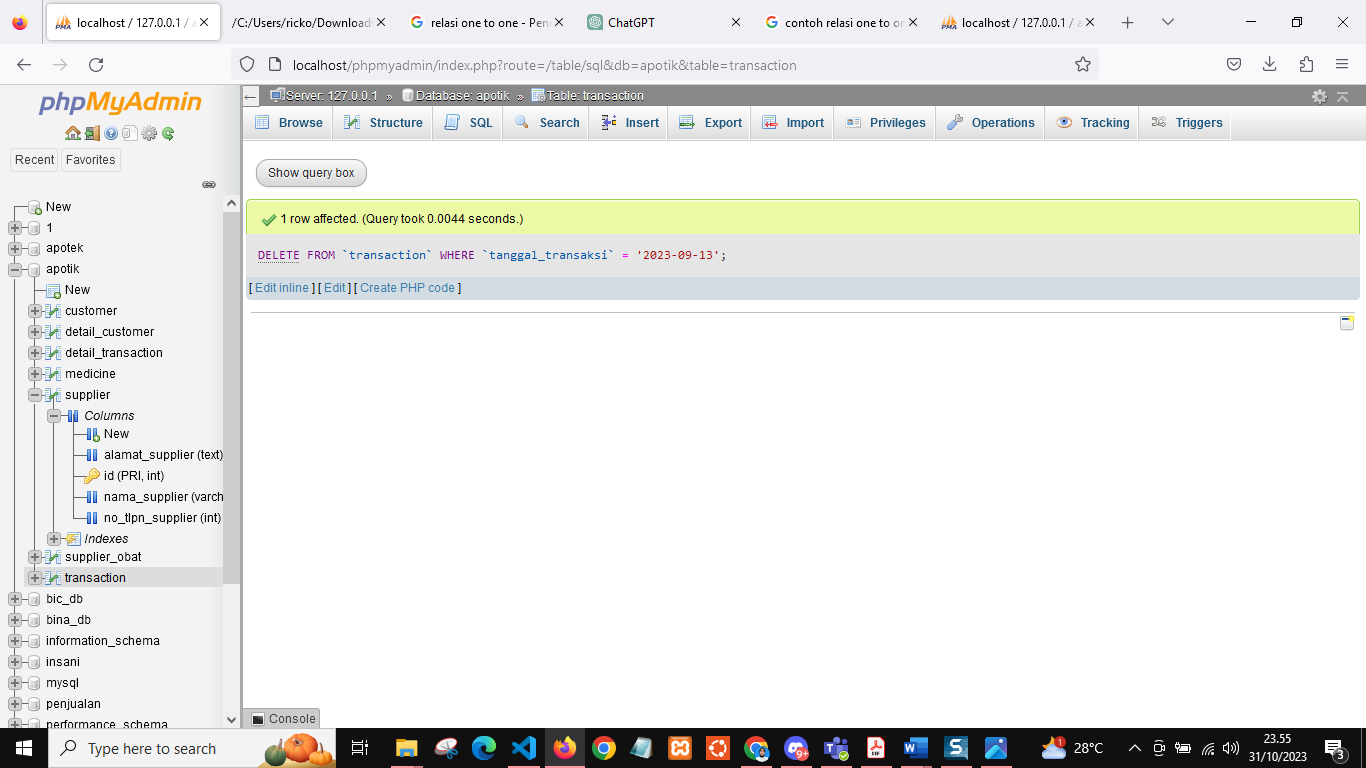 localhost / 127.0.0.1 / a
/C:/Users/ricko/Downloads
relasi one to one - Pen
ChatGPT
contoh relasi one to on
localhost / 127.0.0.1 / a
localhost/phpmyadmin/index.php?route=/table/sql&db=apotik&table=transaction
phpMyAdmin
Recent
Favorites
New
1
apotek
apotik
New
customer
detail_customer
detail_transaction
medicine
supplier
Columns
New
alamat_supplier (text)
id (PRI, int)
nama_supplier (varch
no_tlpn_supplier (int)
Indexes
supplier_obat
transaction
bic_db
bina_db
information_schema
insani
mysql
penjualan
performance_schema
Server: 127.0.0.1 » Database: apotik » Table: transaction
Browse Structure SQL Search Insert Export Import Privileges Operations Tracking Triggers
Show query box
1 row affected. (Query took 0.0044 seconds.)
DELETE FROM `transaction` WHERE `tanggal_transaksi` = '2023-09-13';
[ Edit inline ] [ Edit ] [ Create PHP code ]
Console
Type here to search
9+
PDF
1
28°C
23.55
31/10/2023
3